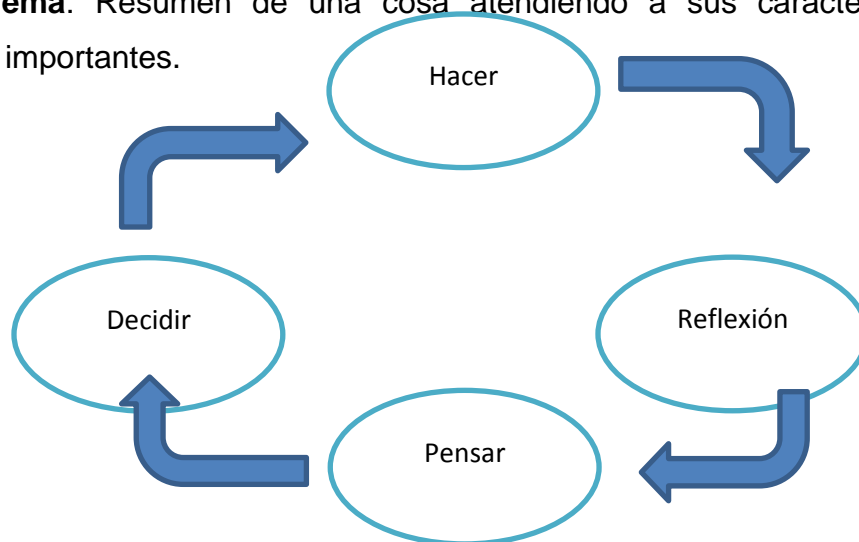 ema. Resumen de una cosa atendiendo a sus caracte
importantes.
Hacer
Decidir
Reflexión
Pensar